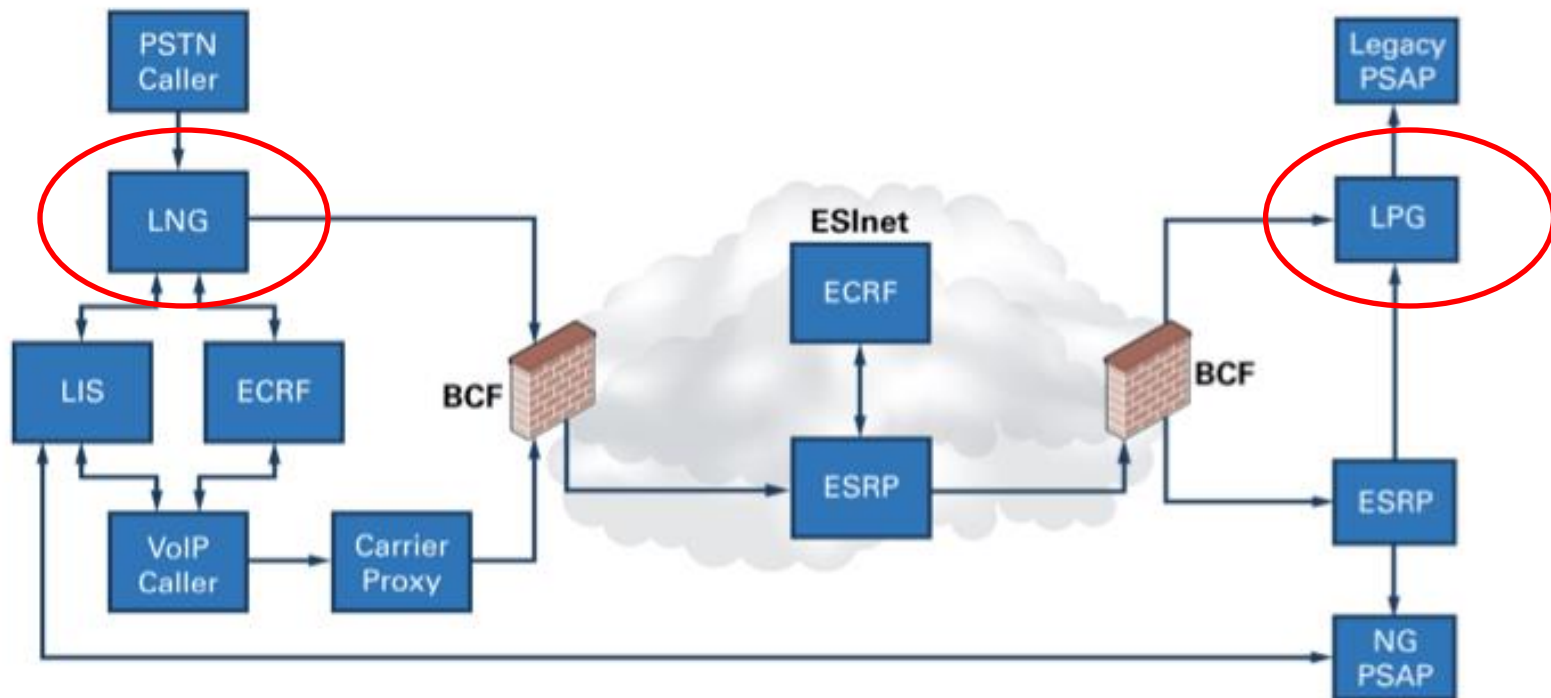 PSTN
Caller
Legacy
PSAP
LNG
LPG
ESInet
ECRF
LIS
ECRF
BCF
BCF
ESRP
ESRP
VoIP
Caller
Carrier
Proxy
NG
PSAP